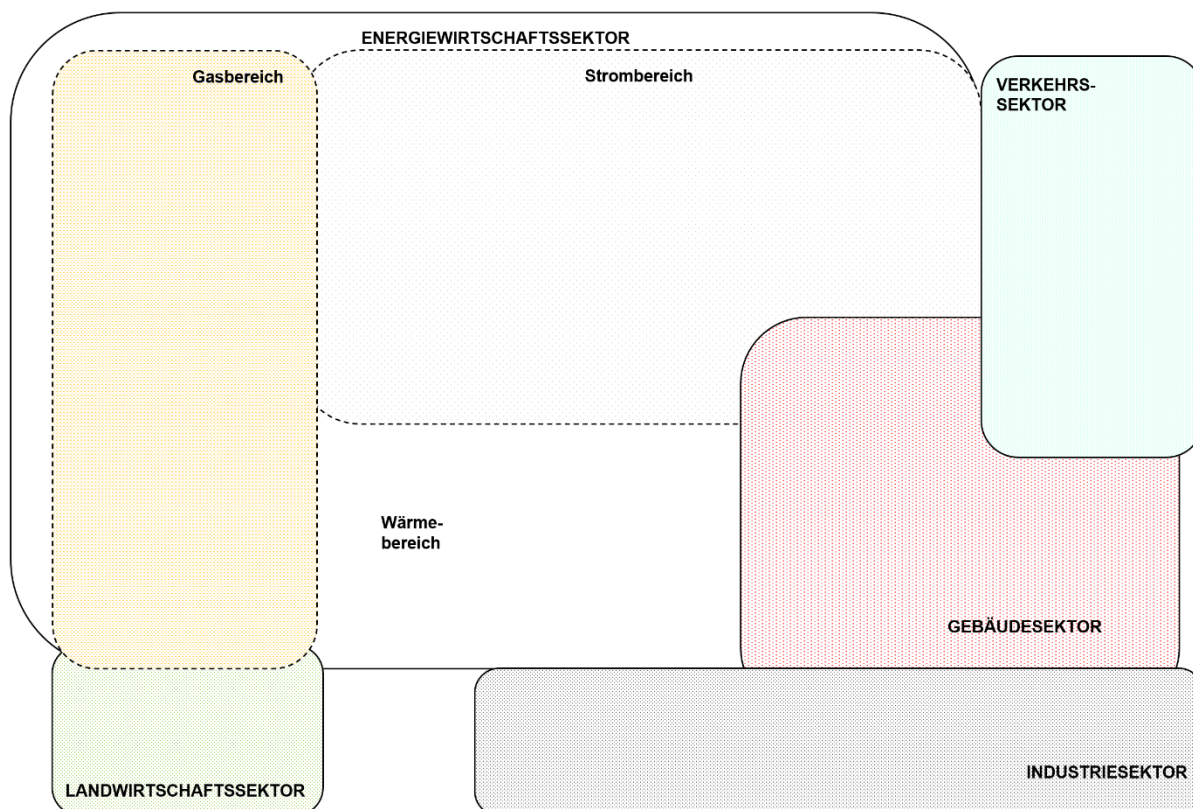 ENERGIEWIRTSCHAFTSSEKTOR
Gasbereich
Strombereich
VERKEHRS-
SEKTOR
Wärme-
bereich
GEBÄUDESEKTOR
INDUSTRIESEKTOR
LANDWIRTSCHAFTSSEKTOR